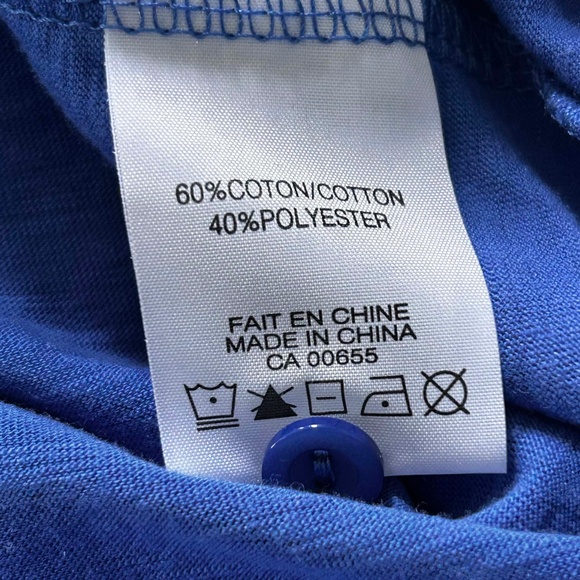 60%COTON/COTTON
40%POLYESTER
FAIT EN CHINE
MADE IN CHINA
CA 00655